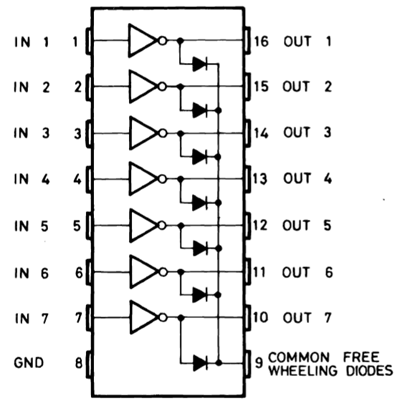 IN 1 1 16 OUT 1
IN 2 2 15 OUT 2
IN 3 3 14 OUT 3
IN 4 4 13 OUT 4
IN 5 5 12 OUT 5
IN 6 6 11 OUT 6
IN 7 7 10 OUT 7
GND 8 9 COMMON FREE
WHEELING DIODES